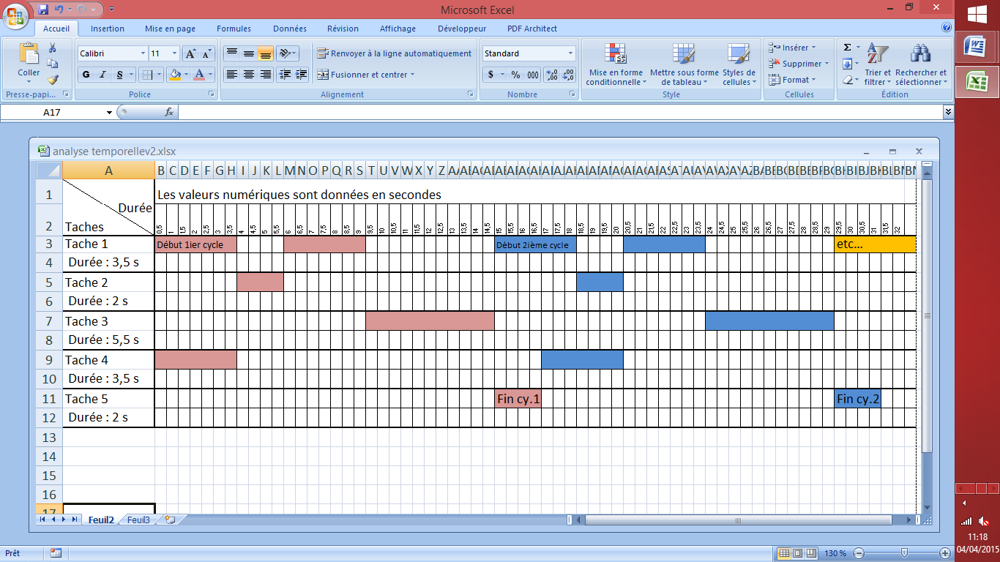 Microsoft Excel
Accueil Insertion Mise en page Formules Données Révision Affichage Développeur PDF Architect
Coller
Presse-papi...
Calibri 11
G I S
Police
Renvoyer à la ligne automatiquement
Fusionner et centrer
Alignement
Standard
$ % 000
Nombre
Mise en forme conditionnelle
Mettre sous forme de tableau
Styles de cellules
Style
Insérer
Supprimer
Format
Cellules
Trier et filtrer
Rechercher et sélectionner
Édition
A17 fx
analyse temporellev2.xlsx
A B C D E F G H I J K L M N O P Q R S T U V W X Y Z
1 Durée Les valeurs numériques sont données en secondes
2 Taches 0,5 1 1,5 2 2,5 3 3,5 4 4,5 5 5,5 6 6,5 7 7,5 8 8,5 9 9,5 10 10,5 11 11,5 12 12,5 13 13,5 14 14,5 15 15,5 16 16,5 17 17,5 18 18,5 19 19,5 20 20,5 21 21,5 22 22,5 23 23,5 24 24,5 25 25,5 26 26,5 27 27,5 28 28,5 29 29,5 30 30,5 31 31,5 32
3 Tache 1 Début 1ier cycle Début 2ième cycle etc...
4 Durée : 3,5 s
5 Tache 2
6 Durée : 2 s
7 Tache 3
8 Durée : 5,5 s
9 Tache 4
10 Durée : 3,5 s
11 Tache 5 Fin cy.1 Fin cy.2
12 Durée : 2 s
13
14
15
16
17
Feuil2 Feuil3
Prêt 130 %
11:18
04/04/2015